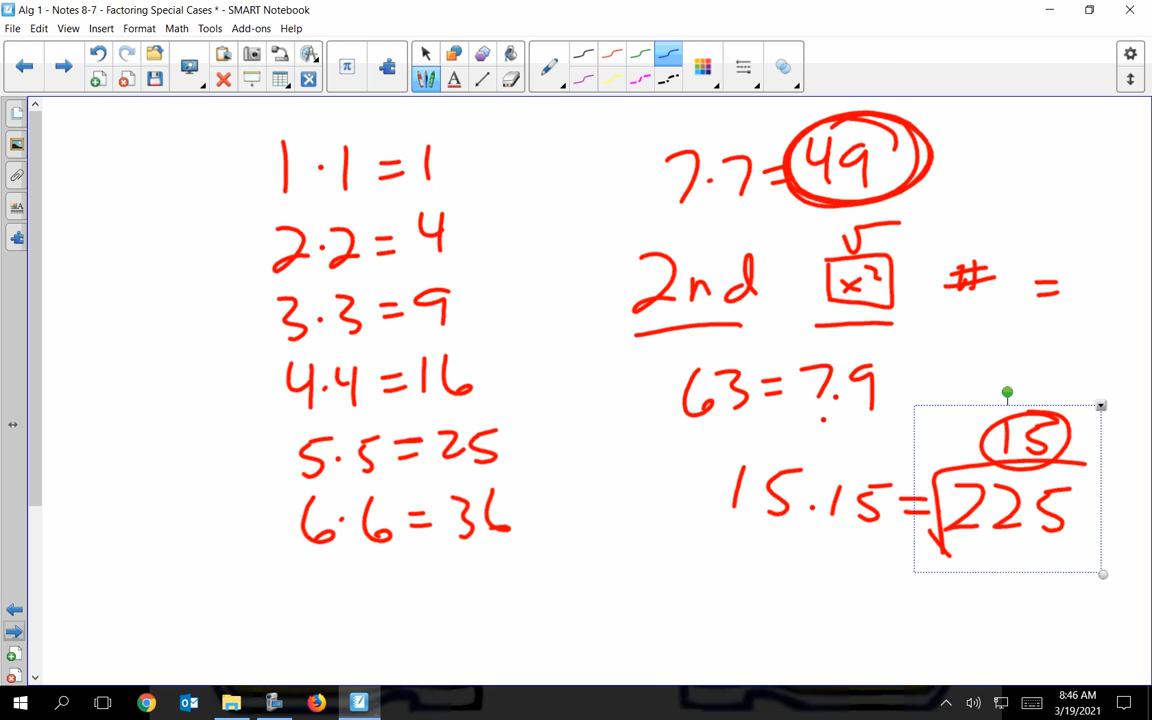 Alg 1 - Notes 8-7 - Factoring Special Cases * - SMART Notebook
File Edit View Insert Format Math Tools Add-ons Help
1·1=1
2·2=4
3·3=9
4·4=16
5·5=25
6·6=36
7·7=49
2nd √ x² # =
63=7.9
15
15·15=√225
8:46 AM
3/19/2021